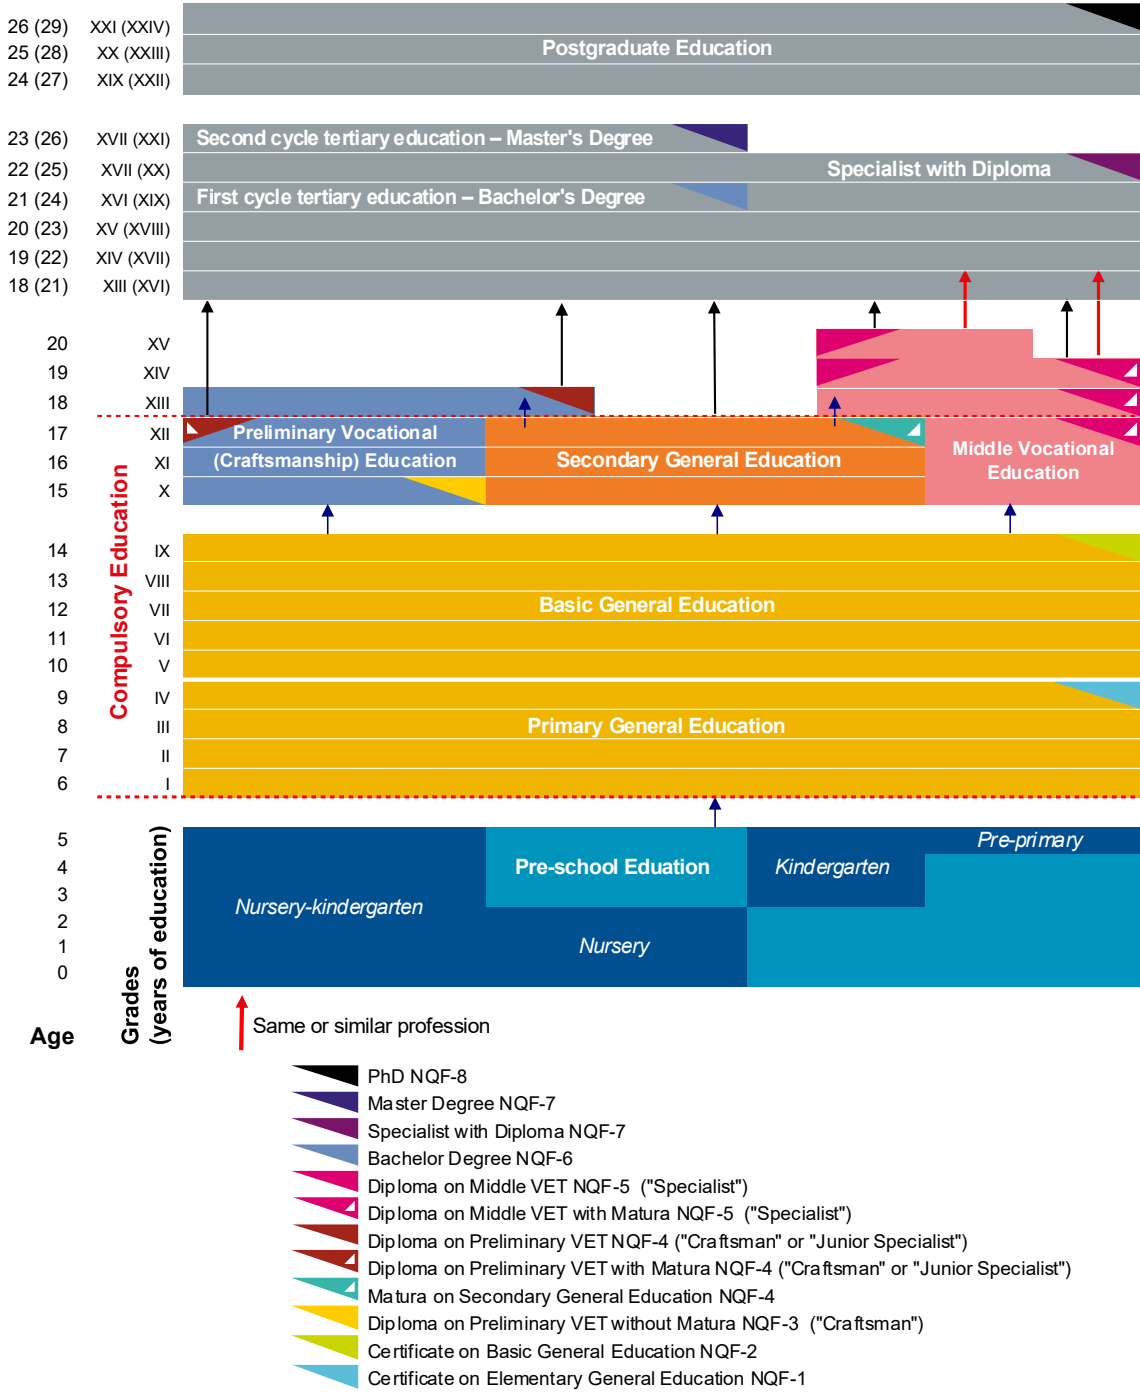 26 (29) XXI (XXIV)
25 (28) XX (XXIII) Postgraduate Education
24 (27) XIX (XXII)
23 (26) XVII (XXI) Second cycle tertiary education – Master's Degree
22 (25) XVII (XX) Specialist with Diploma
21 (24) XVI (XIX) First cycle tertiary education – Bachelor's Degree
20 (23) XV (XVIII)
19 (22) XIV (XVII)
18 (21) XIII (XVI)
20 XV
19 XIV
18 XIII
17 XII Preliminary Vocational
16 XI (Craftsmanship) Education
15 X
Secondary General Education
Middle Vocational
Education
Compulsory Education
14 IX
13 VIII
12 VII Basic General Education
11 VI
10 V
9 IV
8 III Primary General Education
7 II
6 I
5 Pre-primary
4 Pre-school Eduation Kindergarten
3
2 Nursery-kindergarten
1 Nursery
0
Age
Grades
(years of education)
Same or similar profession
PhD NQF-8
Master Degree NQF-7
Specialist with Diploma NQF-7
Bachelor Degree NQF-6
Diploma on Middle VET NQF-5 ("Specialist")
Diploma on Middle VET with Matura NQF-5 ("Specialist")
Diploma on Preliminary VET NQF-4 ("Craftsman" or "Junior Specialist")
Diploma on Preliminary VET with Matura NQF-4 ("Craftsman" or "Junior Specialist")
Matura on Secondary General Education NQF-4
Diploma on Preliminary VET without Matura NQF-3 ("Craftsman")
Certificate on Basic General Education NQF-2
Certificate on Elementary General Education NQF-1